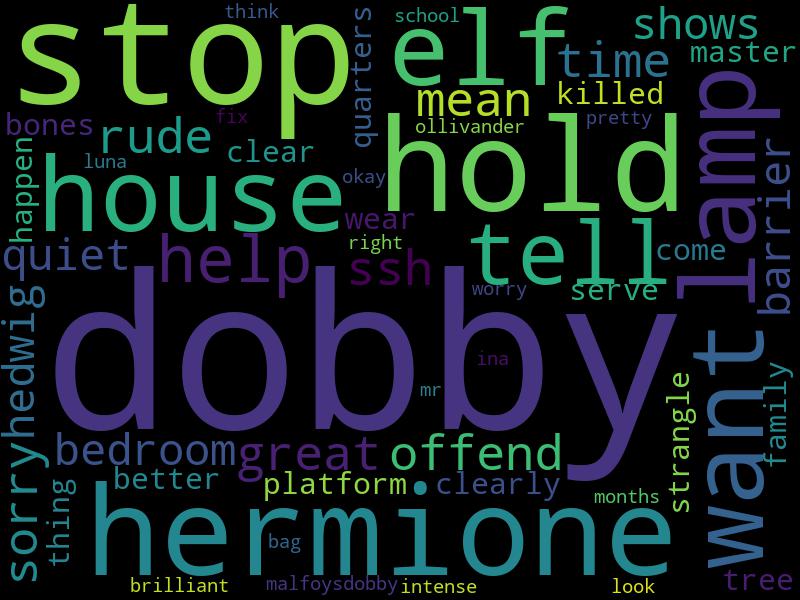 stop
think
quarters
school
elf
shows
time
master
mean
killed
bones
rude
fix
ollivander
pretty
lamp
clear
luna
happen
house
okay
hold
barrier
wear
right
quiet
help
ssh
tell
come
worry
serve
hedwig
dobby
ina
mr
want
family
strangle
bedroom
great
offend
sorry
thing
better
platform
clearly
months
hermione
bag
tree
brilliant
malfoysdobby
intense
look